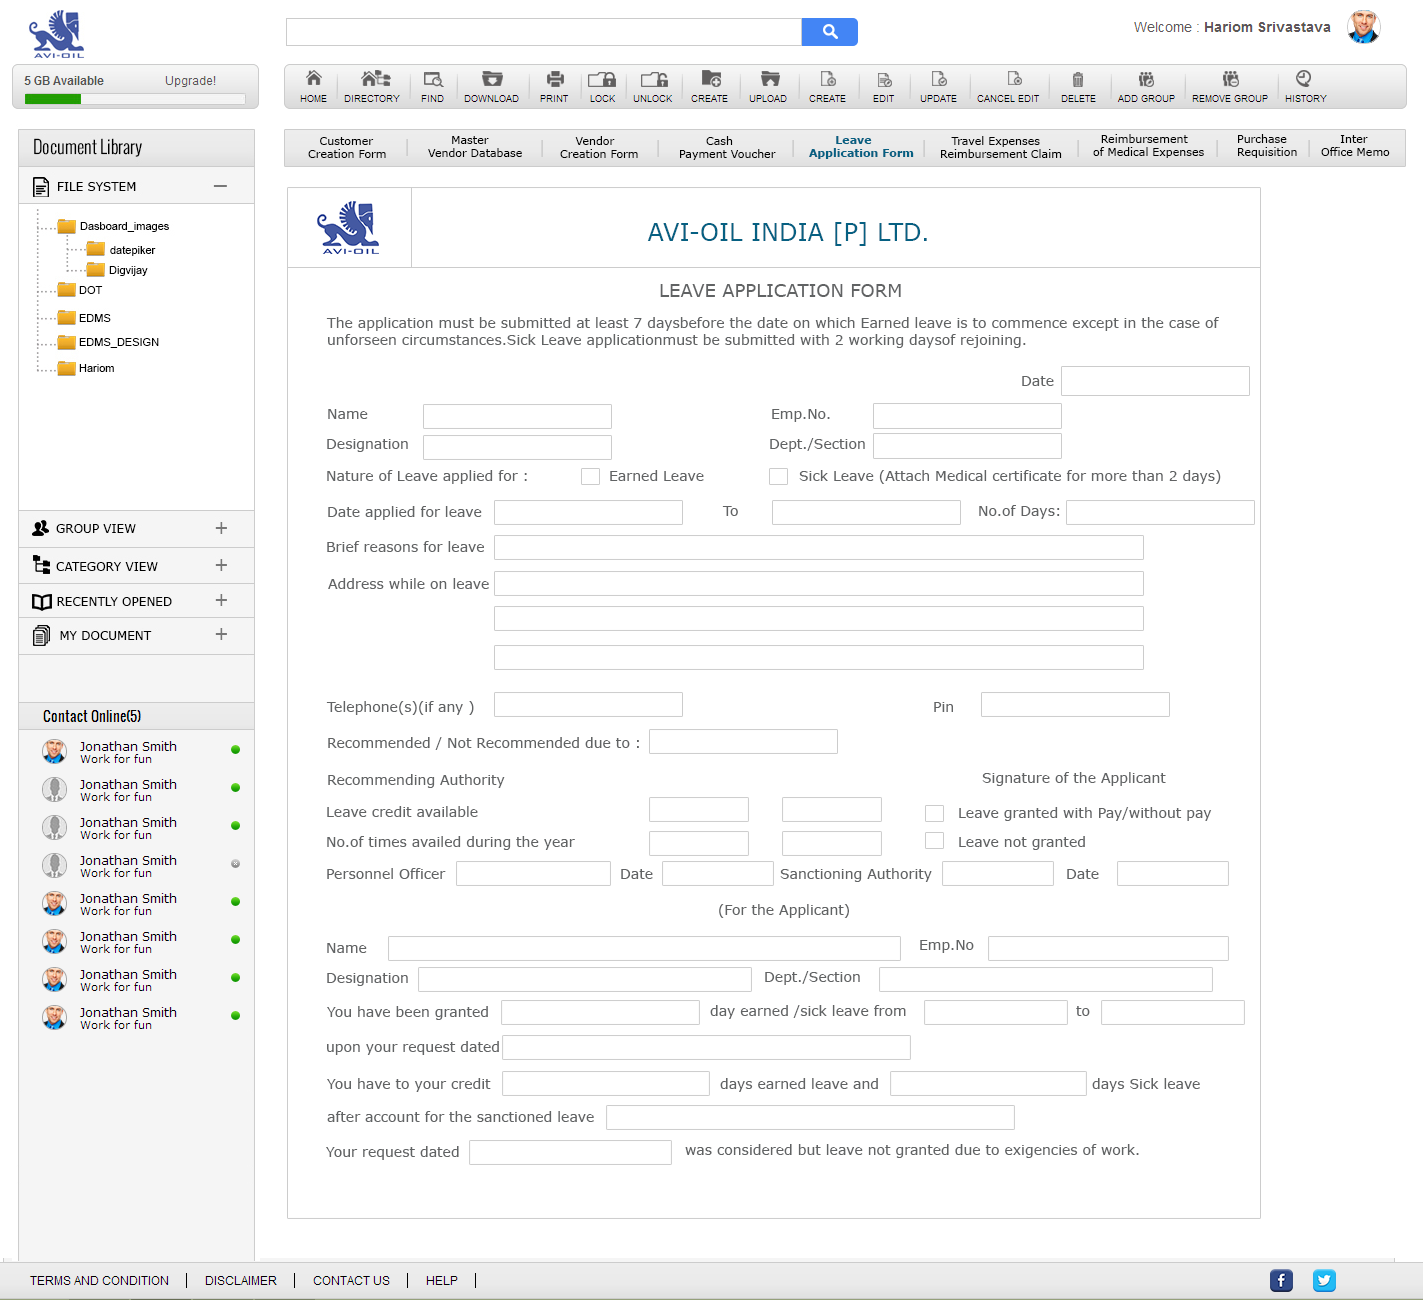 AVI-OIL
Welcome : Hariom Srivastava
5 GB Available Upgrade!
HOME DIRECTORY FIND DOWNLOAD PRINT LOCK UNLOCK CREATE UPLOAD CREATE EDIT UPDATE CANCEL EDIT DELETE ADD GROUP REMOVE GROUP HISTORY
Customer Master Vendor Cash Leave Travel Expenses Reimbursement Purchase Inter
Creation Form Vendor Database Creation Form Payment Voucher Application Form Reimbursement Claim of Medical Expenses Requisition Office Memo
Document Library
FILE SYSTEM
Dasboard_images
datepiker
Digvijay
DOT
EDMS
EDMS_DESIGN
Hariom
GROUP VIEW
CATEGORY VIEW
RECENTLY OPENED
MY DOCUMENT
Contact Online(5)
Jonathan Smith
Work for fun
Jonathan Smith
Work for fun
Jonathan Smith
Work for fun
Jonathan Smith
Work for fun
Jonathan Smith
Work for fun
Jonathan Smith
Work for fun
Jonathan Smith
Work for fun
Jonathan Smith
Work for fun
AVI-OIL
AVI-OIL INDIA [P] LTD.
LEAVE APPLICATION FORM
The application must be submitted at least 7 daysbefore the date on which Earned leave is to commence except in the case of
unforseen circumstances.Sick Leave applicationmust be submitted with 2 working daysof rejoining.
Date
Name Emp.No.
Designation Dept./Section
Nature of Leave applied for : Earned Leave Sick Leave (Attach Medical certificate for more than 2 days)
Date applied for leave To No.of Days:
Brief reasons for leave
Address while on leave
Telephone(s)(if any ) Pin
Recommended / Not Recommended due to :
Recommending Authority Signature of the Applicant
Leave credit available Leave granted with Pay/without pay
No.of times availed during the year Leave not granted
Personnel Officer Date Sanctioning Authority Date
(For the Applicant)
Name Emp.No
Designation Dept./Section
You have been granted day earned /sick leave from to
upon your request dated
You have to your credit days earned leave and days Sick leave
after account for the sanctioned leave
Your request dated was considered but leave not granted due to exigencies of work.
TERMS AND CONDITION DISCLAIMER CONTACT US HELP